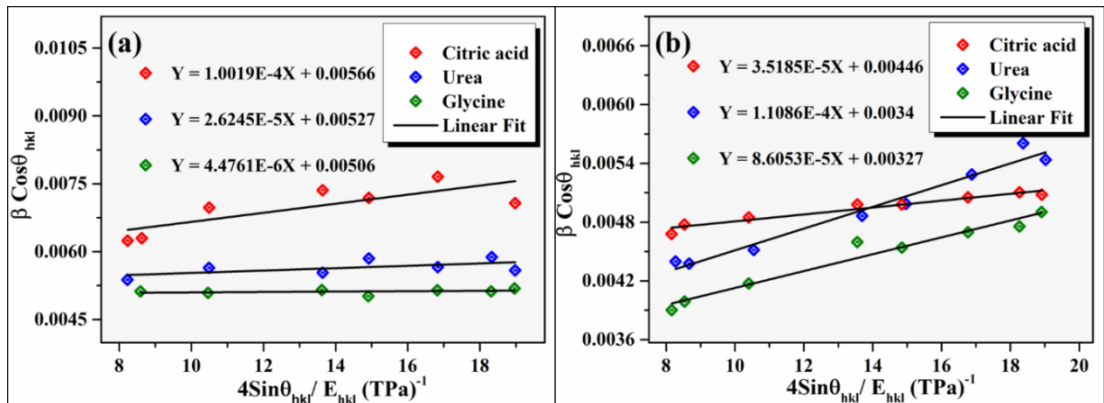 (a)
Citric acid
Urea
Glycine
Linear Fit
Y = 1.0019E-4X + 0.00566
Y = 2.6245E-5X + 0.00527
Y = 4.4761E-6X + 0.00506
0.0105
0.0090
0.0075
0.0060
0.0045
β Cosθhkl
8 10 12 14 16 18 20
4Sinθhkl/ Ehkl (TPa)-1
(b)
Citric acid
Urea
Glycine
Linear Fit
Y = 3.5185E-5X + 0.00446
Y = 1.1086E-4X + 0.0034
Y = 8.6053E-5X + 0.00327
0.0066
0.0060
0.0054
0.0048
0.0042
0.0036
β Cosθhkl
8 10 12 14 16 18 20
4Sinθhkl/ Ehkl (TPa)-1